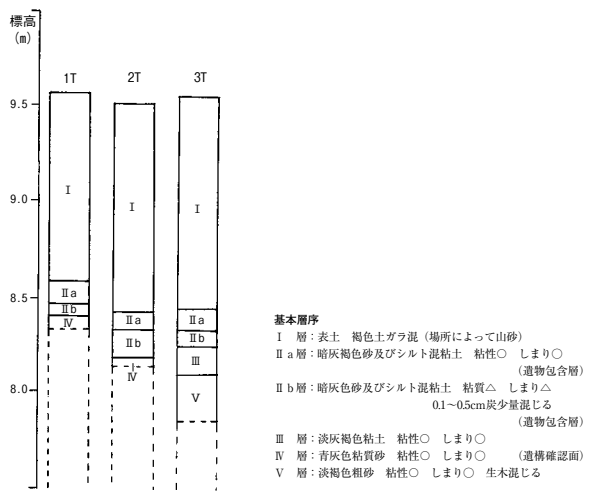 標高
（m）
1T 2T 3T
9.5
9.0
8.5
8.0
Ⅰ
Ⅱa
Ⅱb
Ⅳ
Ⅰ
Ⅱa
Ⅱb
Ⅳ
Ⅰ
Ⅱa
Ⅱb
Ⅲ
Ⅴ
基本層序
Ⅰ 層：表土 褐色土ガラ混（場所によって山砂）
Ⅱa層：暗灰褐色砂及びシルト混粘土 粘性○ しまり○
（遺物包含層）
Ⅱb層：暗灰色砂及びシルト混粘土 粘質△ しまり△
0.1～0.5cm炭少量混じる
（遺物包含層）
Ⅲ 層：淡灰褐色粘土 粘性○ しまり○
Ⅳ 層：青灰色粘質砂 粘性○ しまり○ （遺構確認面）
Ⅴ 層：淡褐色粗砂 粘性○ しまり○ 生木混じる